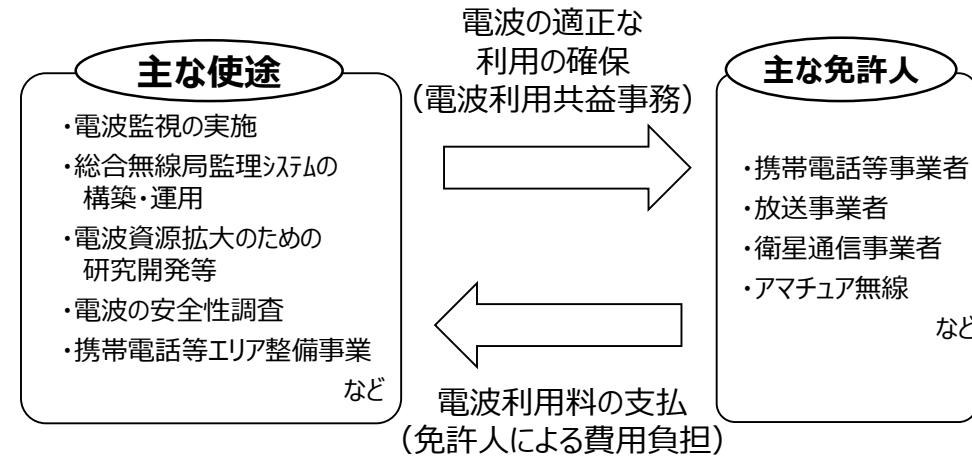 電波の適正な
利用の確保
（電波利用共益事務）
主な使途
・電波監視の実施
・総合無線局監理ｼｽﾃﾑの
構築・運用
・電波資源拡大のための
研究開発等
・電波の安全性調査
・携帯電話等エリア整備事業
など
主な免許人
・携帯電話等事業者
・放送事業者
・衛星通信事業者
・アマチュア無線
など
電波利用料の支払
（免許人による費用負担）